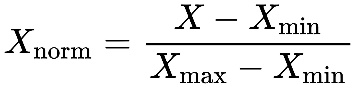 X_norm = (X − X_min) / (X_max − X_min)